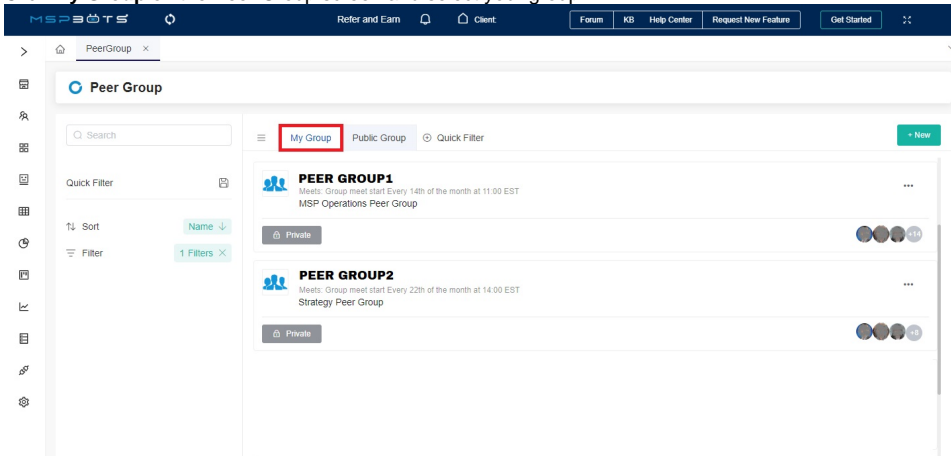 MSPBOTS
Refer and Earn
Client:
Forum
KB
Help Center
Request New Feature
Get Started
PeerGroup
Peer Group
Search
My Group
Public Group
Quick Filter
+ New
Quick Filter
Sort
Name ↓
Filter
1 Filters ×
PEER GROUP1
Meets: Group meet start Every 14th of the month at 11:00 EST
MSP Operations Peer Group
Private
+14
PEER GROUP2
Meets: Group meet start Every 22th of the month at 14:00 EST
Strategy Peer Group
Private
+0